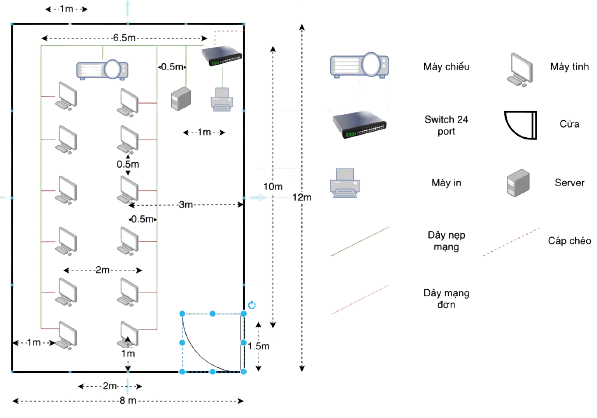 1m
6.5m
0.5m
1m
0.5m
3m
0.5m
2m
10m
12m
1m
1m
1.5m
2m
8 m
Máy chiếu
Máy tính
Switch 24
port
Cửa
Máy in
Server
Dây nẹp
mạng
Cáp chéo
Dây mạng
đơn